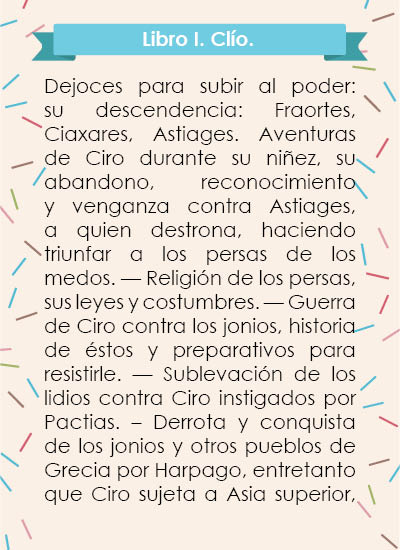 Libro I. Clío.
Dejoces para subir al poder:
su descendencia: Fraortes,
Ciaxares, Astiages. Aventuras
de Ciro durante su niñez, su
abandono, reconocimiento
y venganza contra Astiages,
a quien destrona, haciendo
triunfar a los persas de los
medos. — Religión de los persas,
sus leyes y costumbres. — Guerra
de Ciro contra los jonios, historia
de éstos y preparativos para
resistirle. — Sublevación de los
lidios contra Ciro instigados por
Pactias. – Derrota y conquista
de los jonios y otros pueblos de
Grecia por Harpago, entretanto
que Ciro sujeta a Asia superior,